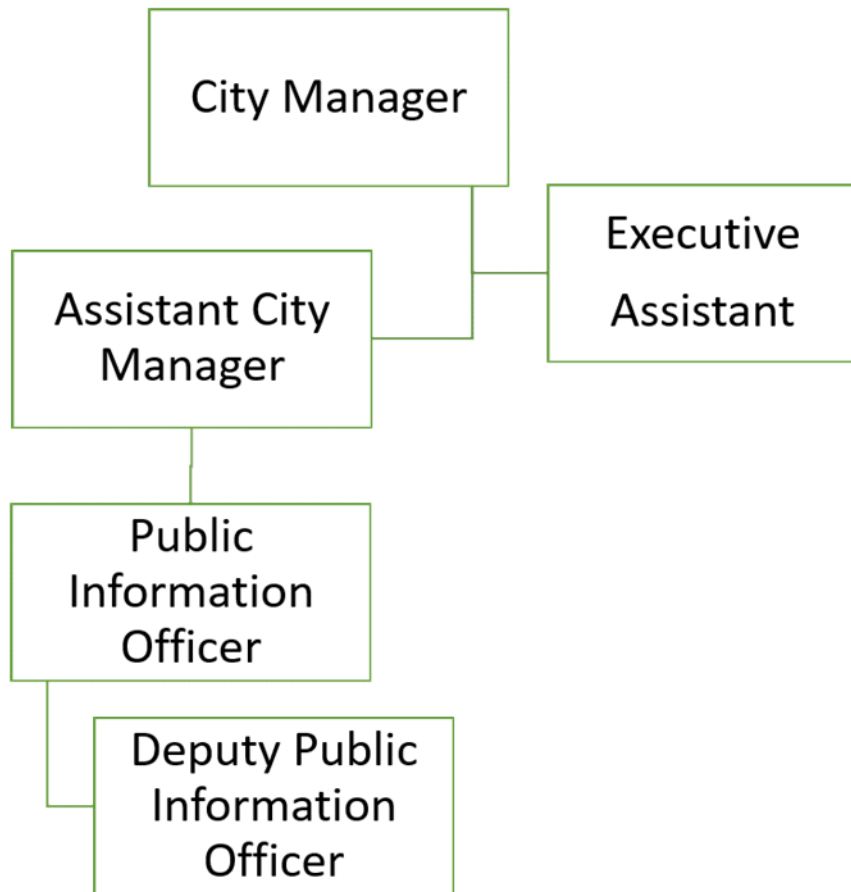 City Manager
Executive
Assistant
Assistant City
Manager
Public
Information
Officer
Deputy Public
Information
Officer